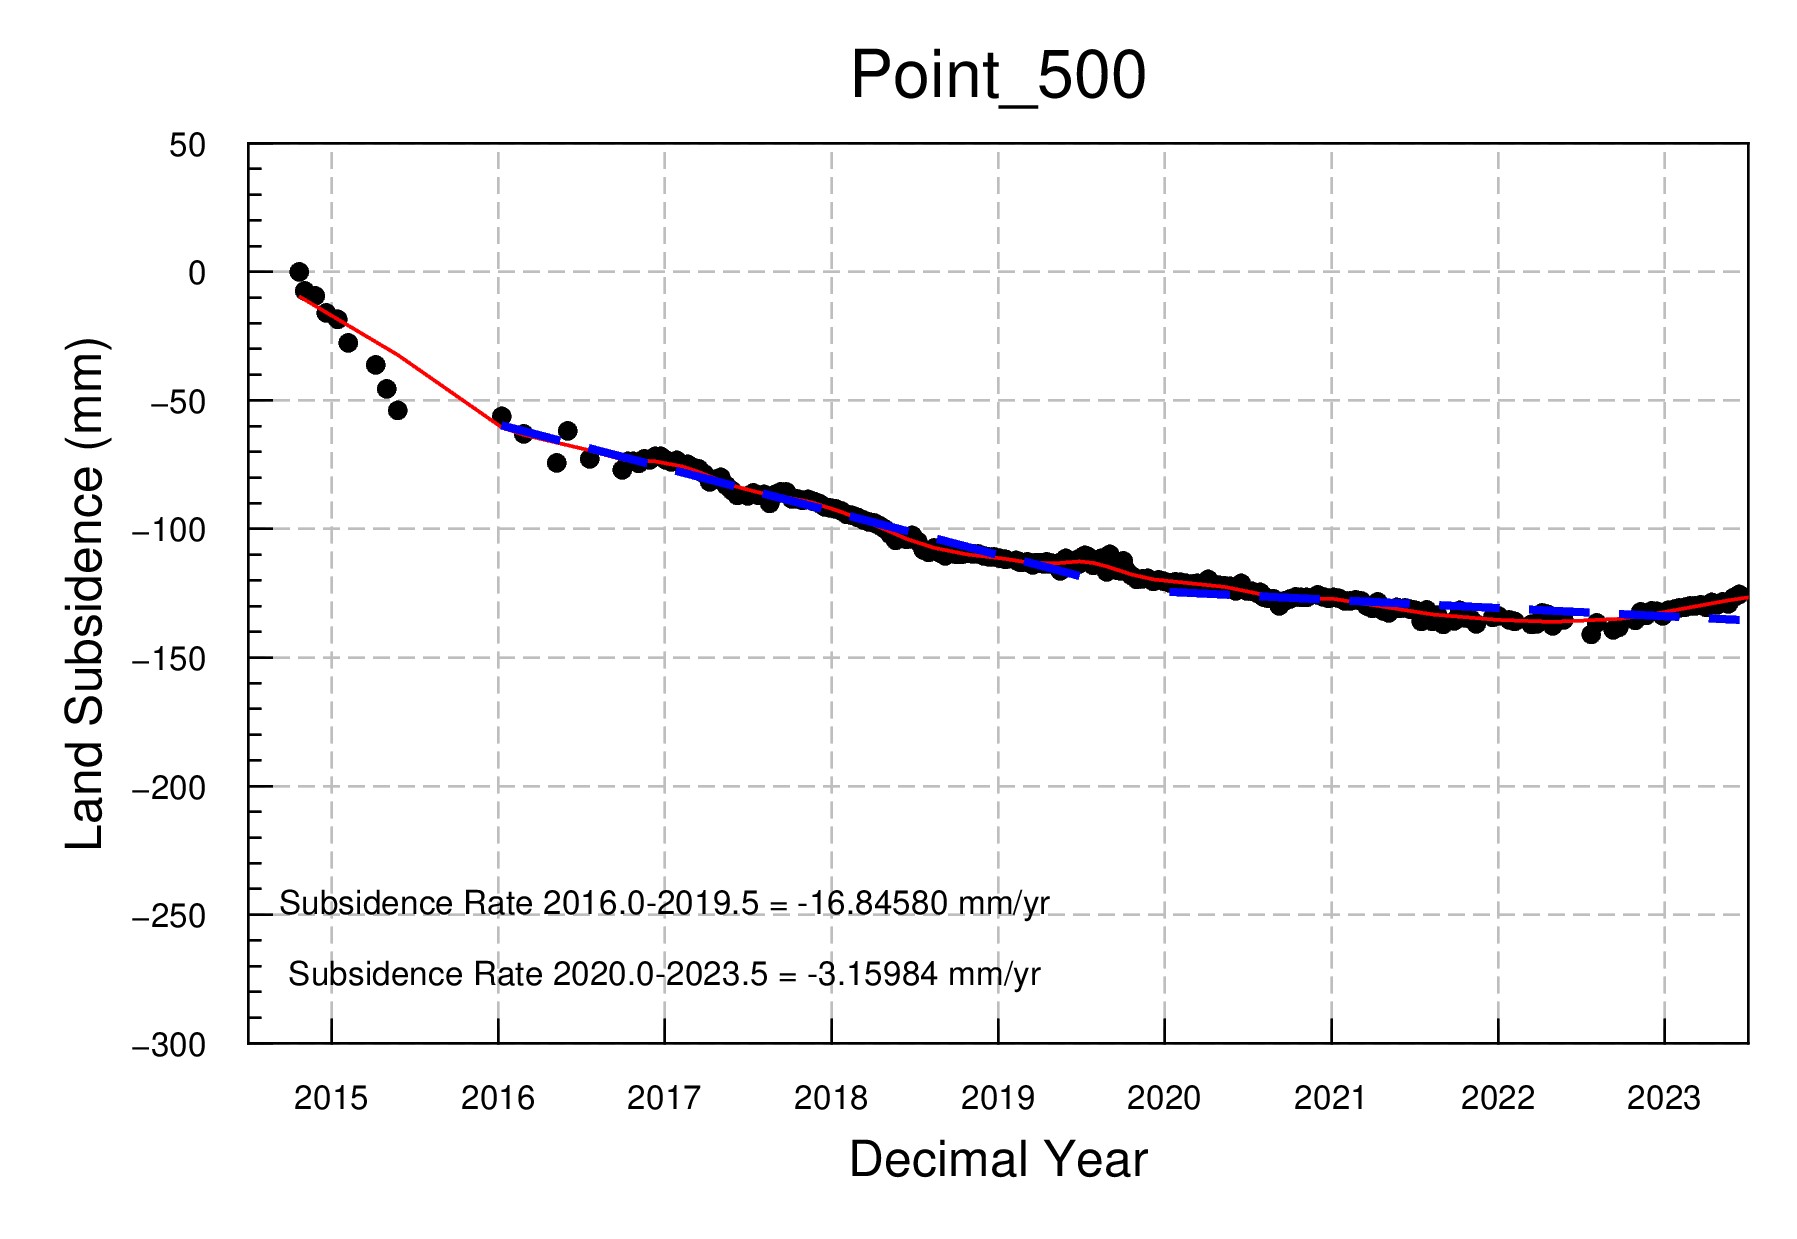 Point_500
50
0
−50
−100
−150
−200
−250
−300
Land Subsidence (mm)
Subsidence Rate 2016.0-2019.5 = -16.84580 mm/yr
Subsidence Rate 2020.0-2023.5 = -3.15984 mm/yr
2015 2016 2017 2018 2019 2020 2021 2022 2023
Decimal Year